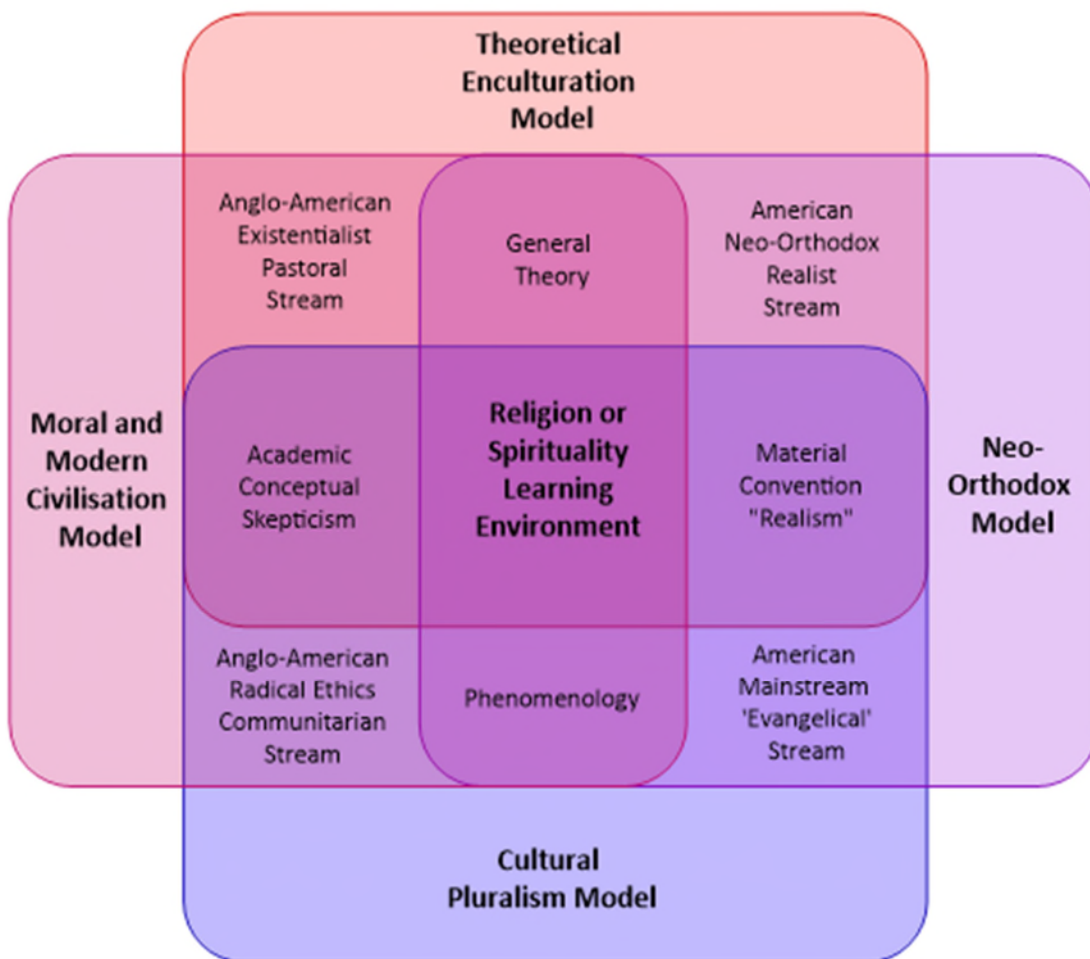 Theoretical
Enculturation
Model
Anglo-American
Existentialist
Pastoral
Stream
General
Theory
American
Neo-Orthodox
Realist
Stream
Moral and
Modern
Civilisation
Model
Academic
Conceptual
Skepticism
Religion or
Spirituality
Learning
Environment
Material
Convention
"Realism"
Neo-
Orthodox
Model
Anglo-American
Radical Ethics
Communitarian
Stream
Phenomenology
American
Mainstream
'Evangelical'
Stream
Cultural
Pluralism Model